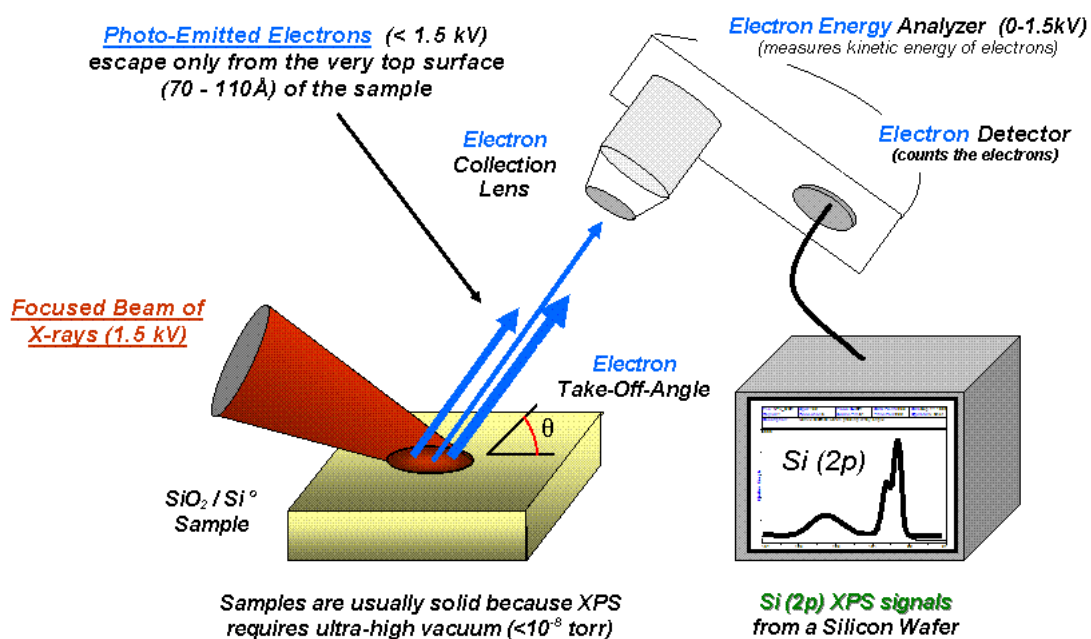 Photo-Emitted Electrons (< 1.5 kV)
escape only from the very top surface
(70 - 110Å) of the sample
Electron Energy Analyzer (0-1.5kV)
(measures kinetic energy of electrons)
Electron
Collection
Lens
Electron Detector
(counts the electrons)
Focused Beam of
X-rays (1.5 kV)
Electron
Take-Off-Angle
θ
SiO₂ / Si°
Sample
Si (2p)
Samples are usually solid because XPS
requires ultra-high vacuum (<10⁻⁸ torr)
Si (2p) XPS signals
from a Silicon Wafer